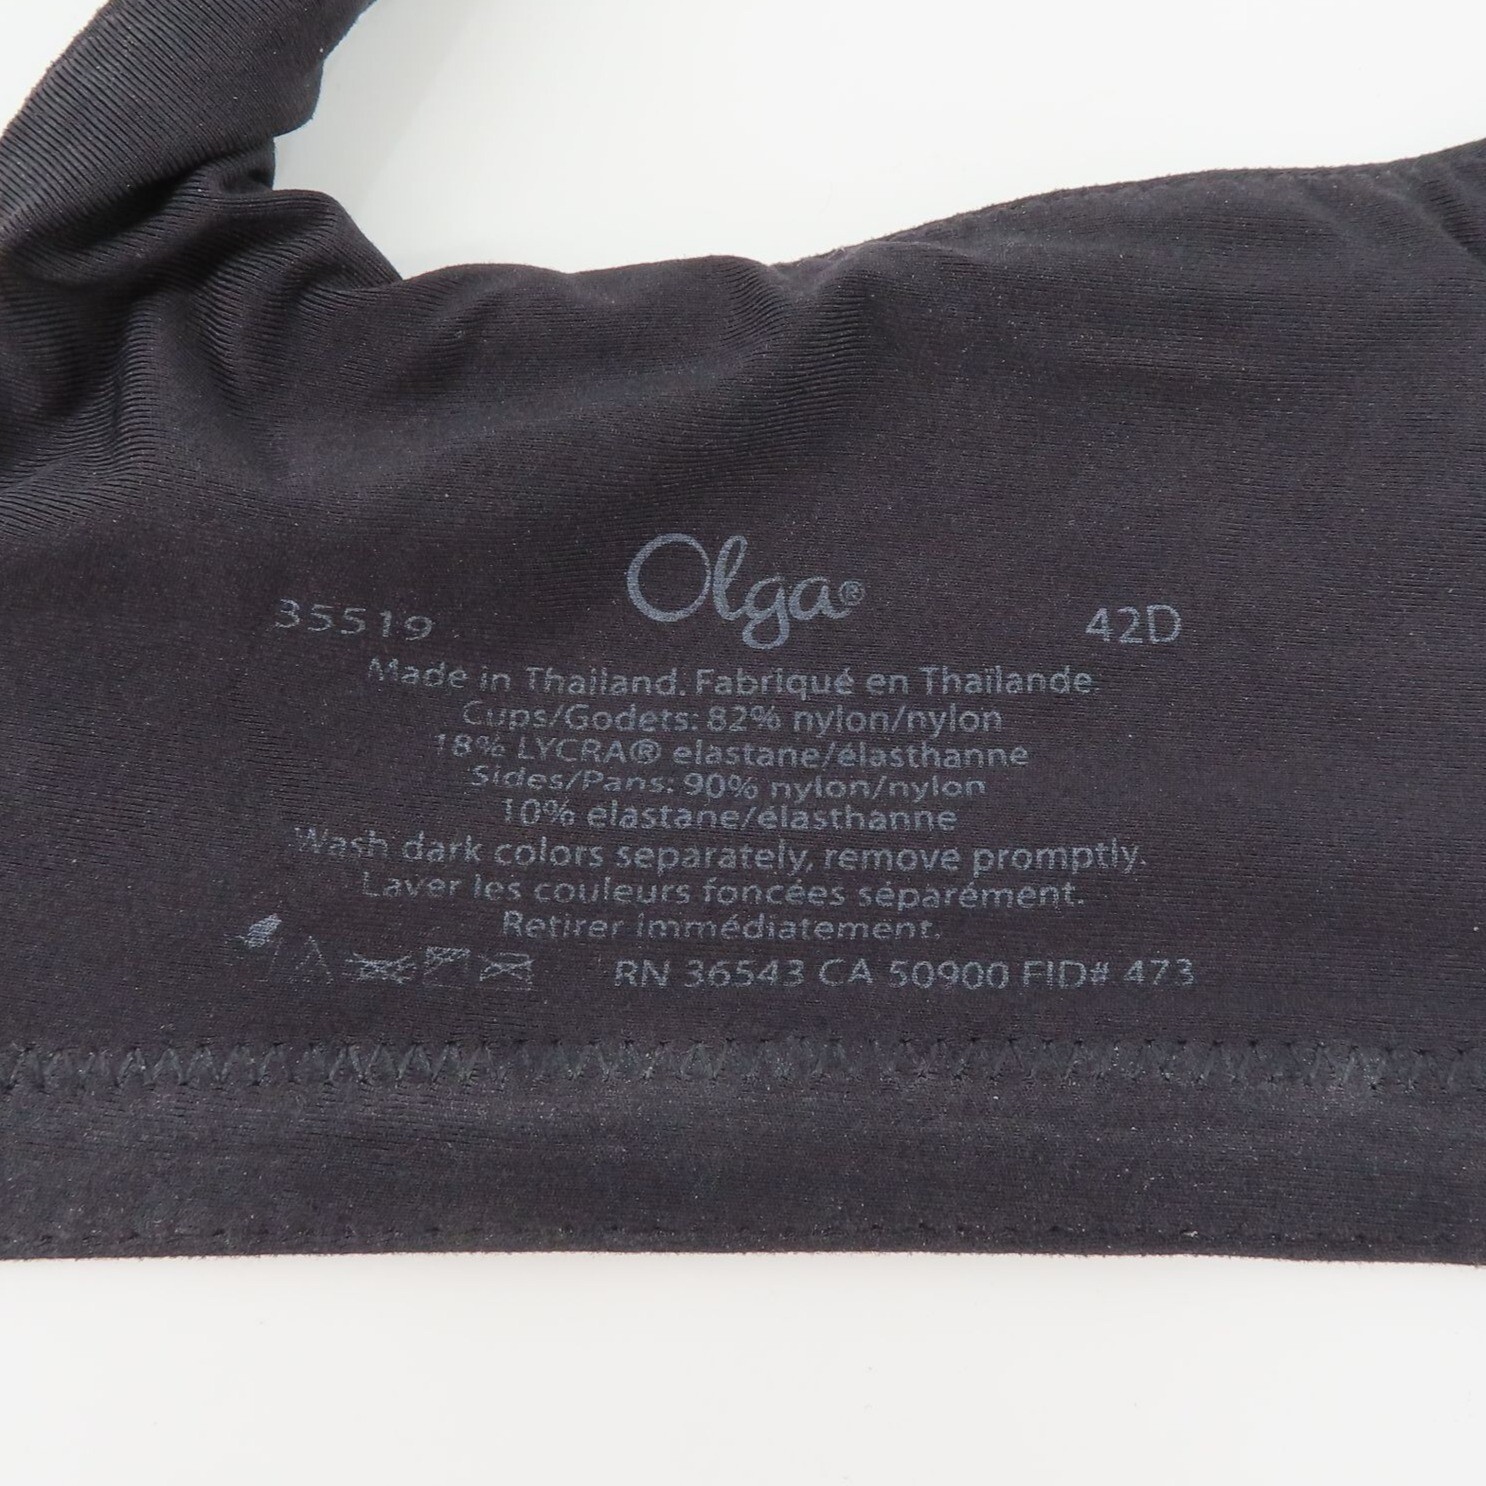 Olga®
35519 42D
Made in Thailand. Fabriqué en Thaïlande.
Cups/Godets: 82% nylon/nylon
18% LYCRA® elastane/élasthanne
Sides/Pans: 90% nylon/nylon
10% elastane/élasthanne
Wash dark colors separately, remove promptly.
Laver les couleurs foncées séparément.
Retirer immédiatement.
RN 36543 CA 50900 FID# 473